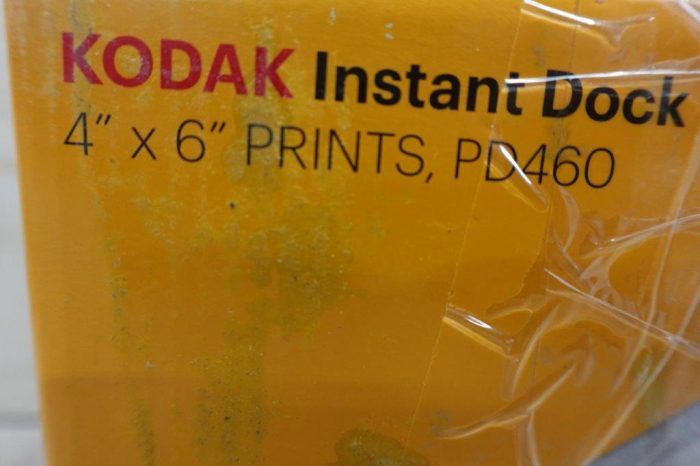 KODAK Instant Dock
4” x 6” PRINTS, PD460